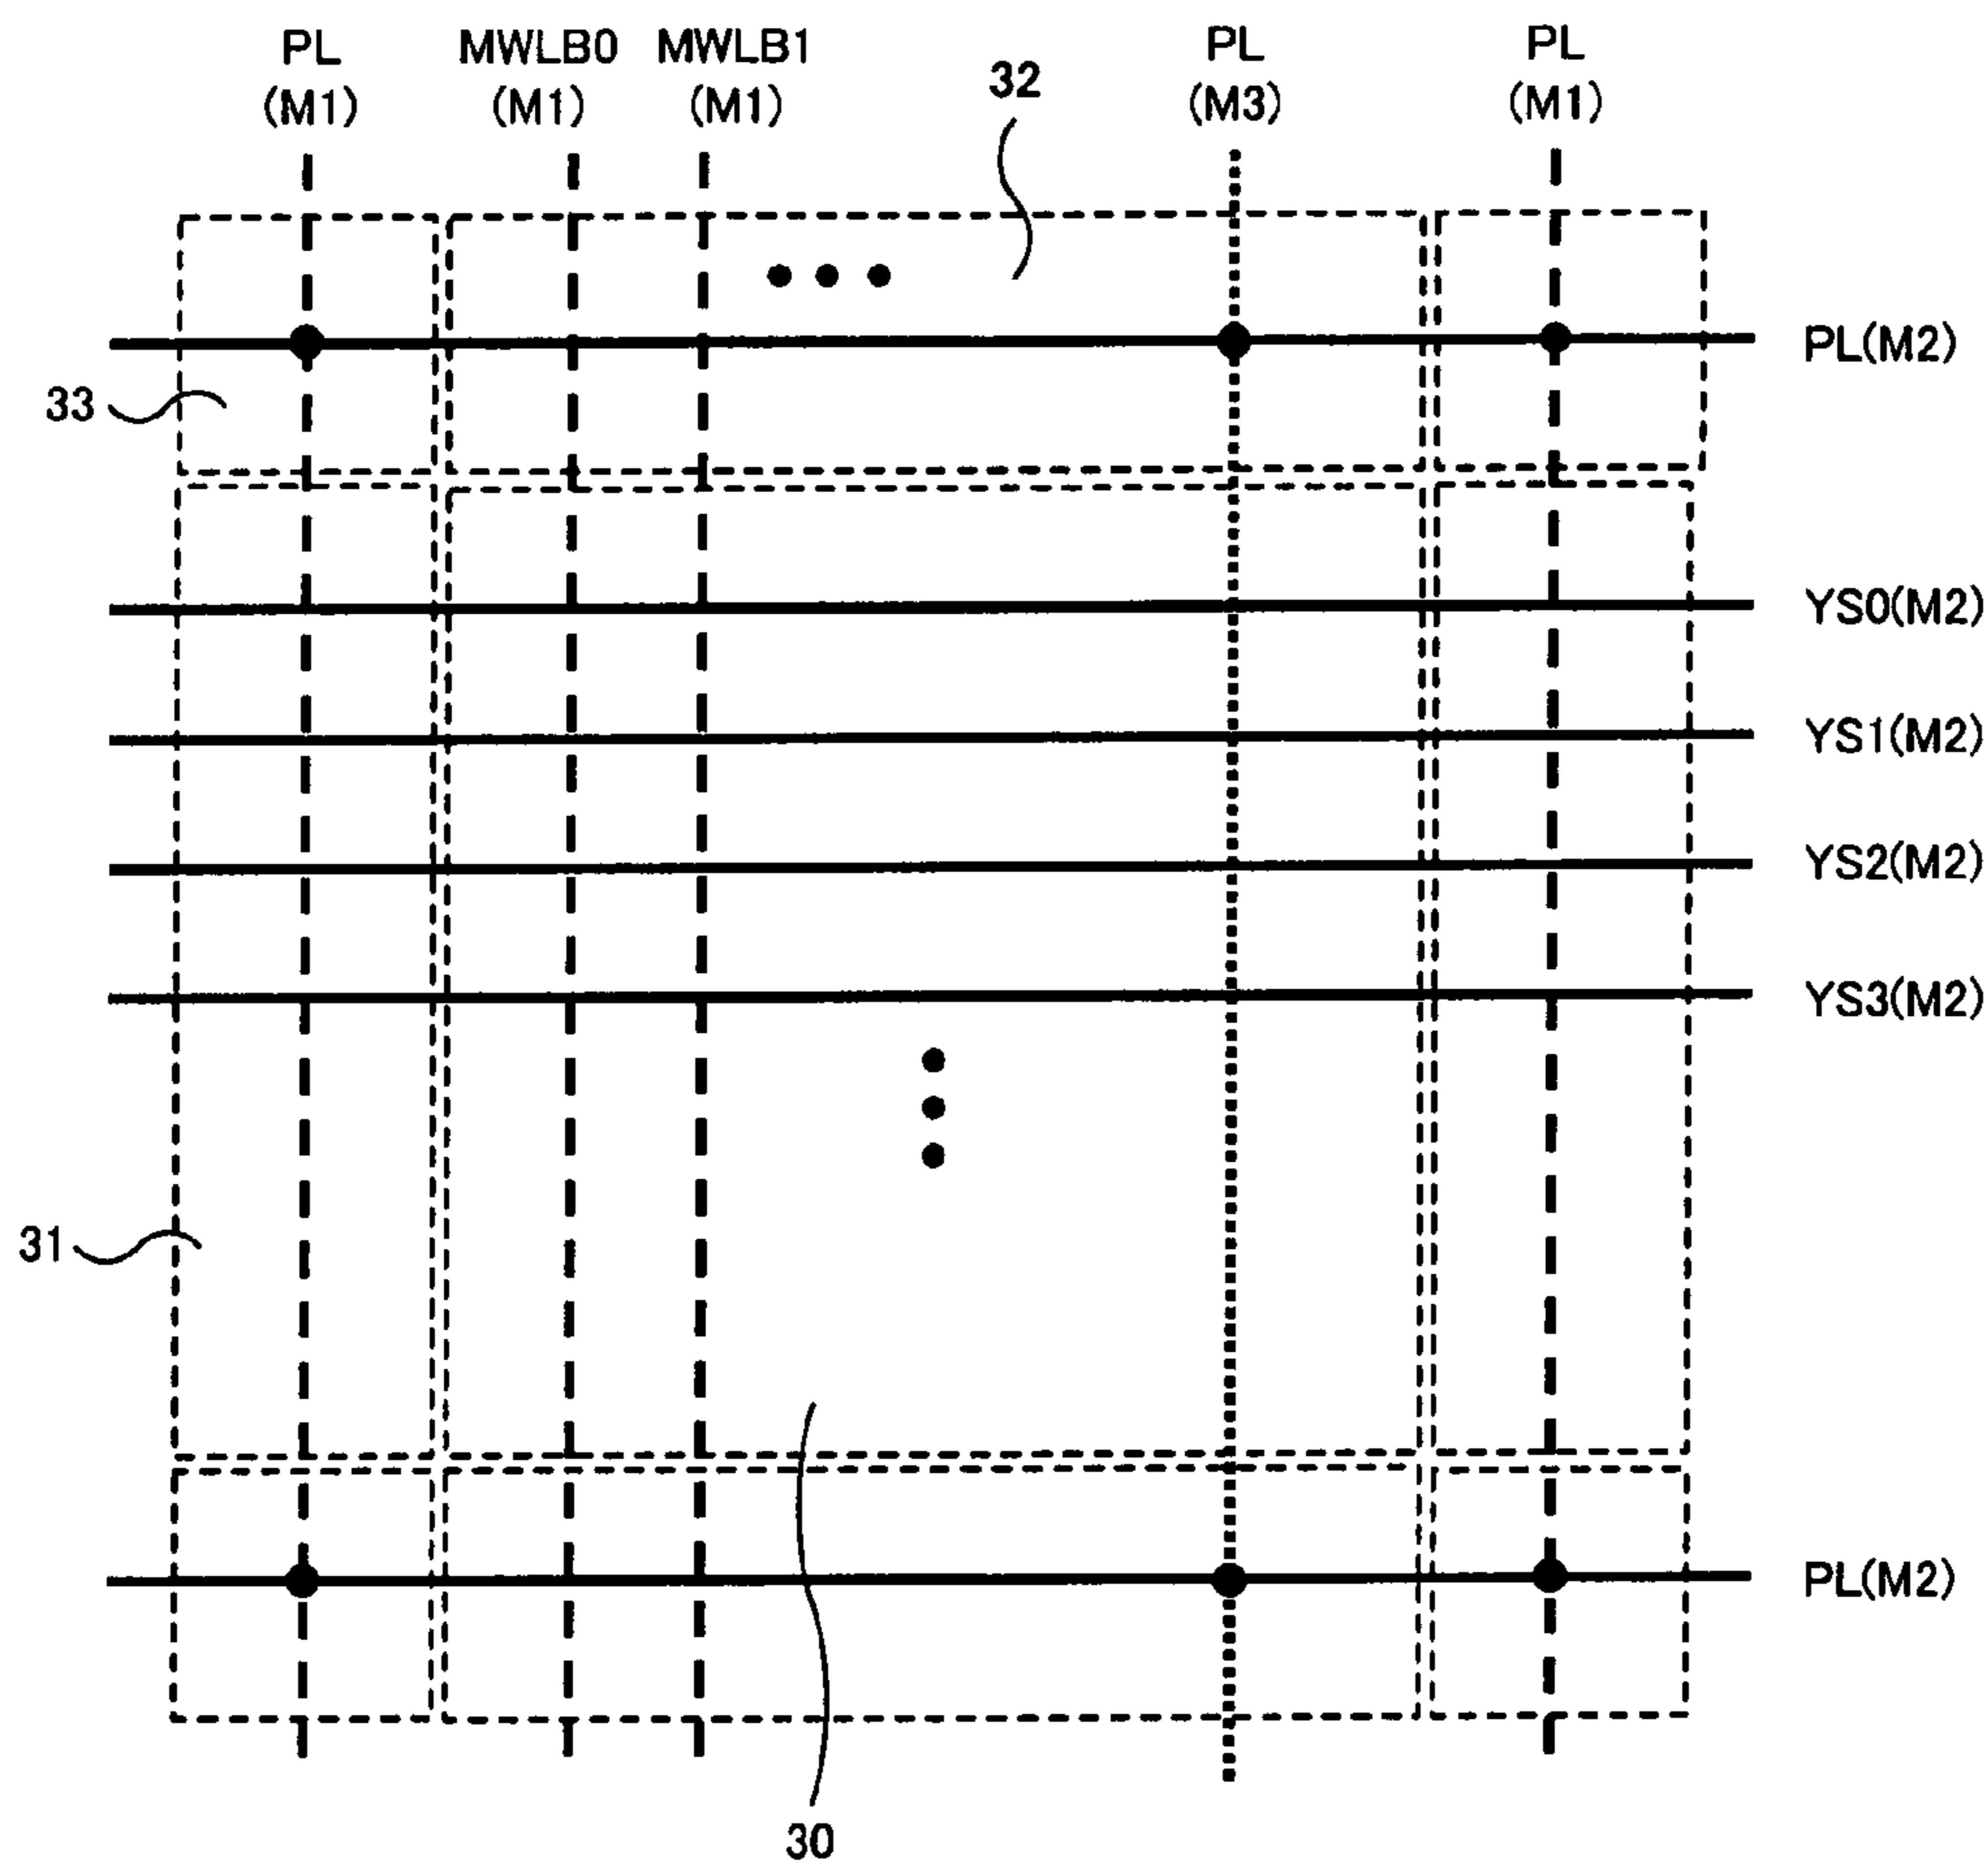 PL MWLB0 MWLB1 32 PL PL
(M1) (M1) (M1) (M3) (M1)
PL(M2)
33
YS0(M2)
YS1(M2)
YS2(M2)
YS3(M2)
31
PL(M2)
30